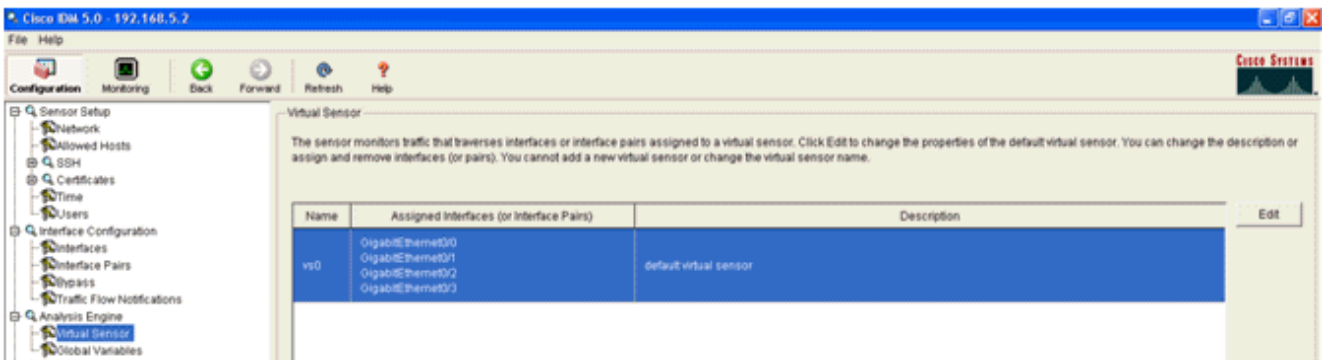 Cisco IDM 5.0 - 192.168.5.2
File Help
Configuration Monitoring Back Forward Refresh Help
CISCO SYSTEMS
Sensor Setup
Network
Allowed Hosts
SSH
Certificates
Time
Users
Interface Configuration
Interfaces
Interface Pairs
Bypass
Traffic Flow Notifications
Analysis Engine
Virtual Sensor
Global Variables
Virtual Sensor
The sensor monitors traffic that traverses interfaces or interface pairs assigned to a virtual sensor. Click Edit to change the properties of the default virtual sensor. You can change the description or
assign and remove interfaces (or pairs). You cannot add a new virtual sensor or change the virtual sensor name.
Name Assigned Interfaces (or Interface Pairs) Description
Edit
vs0
GigabitEthernet0/0
GigabitEthernet0/1
GigabitEthernet0/2
GigabitEthernet0/3
default virtual sensor